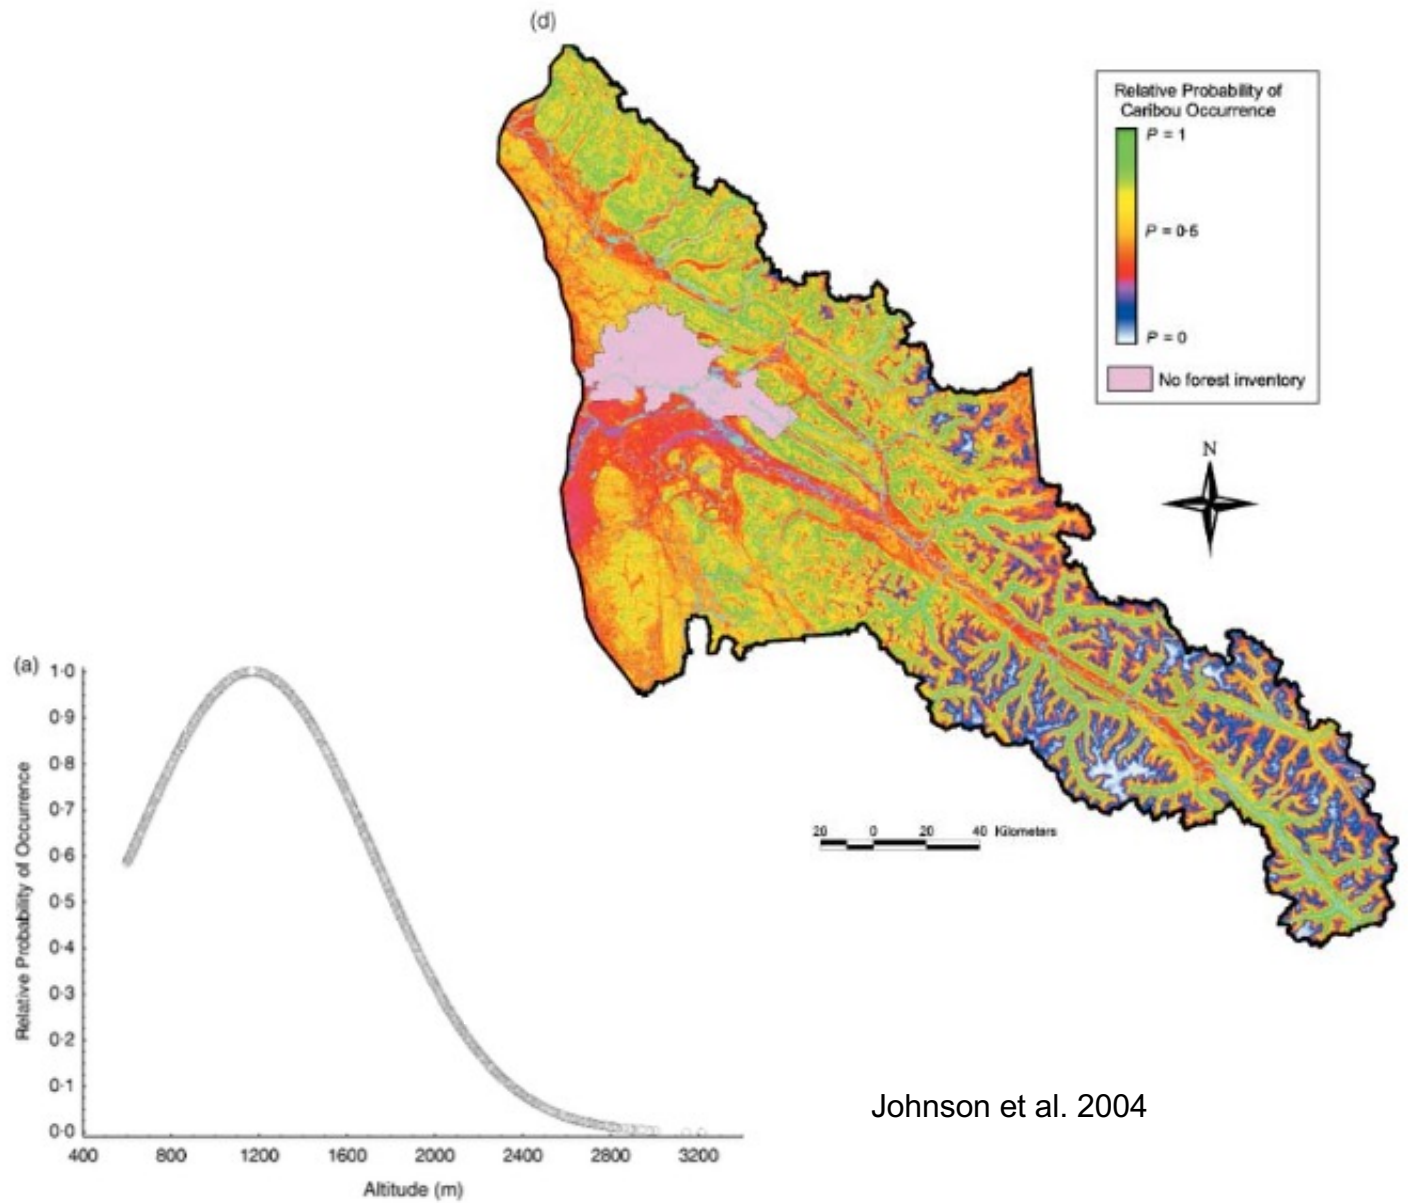 (d)
Relative Probability of
Caribou Occurrence
P = 1
P = 0·5
P = 0
No forest inventory
N
20 0 20 40 Kilometers
(a)
Relative Probability of Occurrence
1·0
0·9
0·8
0·7
0·6
0·5
0·4
0·3
0·2
0·1
0·0
400 800 1200 1600 2000 2400 2800 3200
Altitude (m)
Johnson et al. 2004